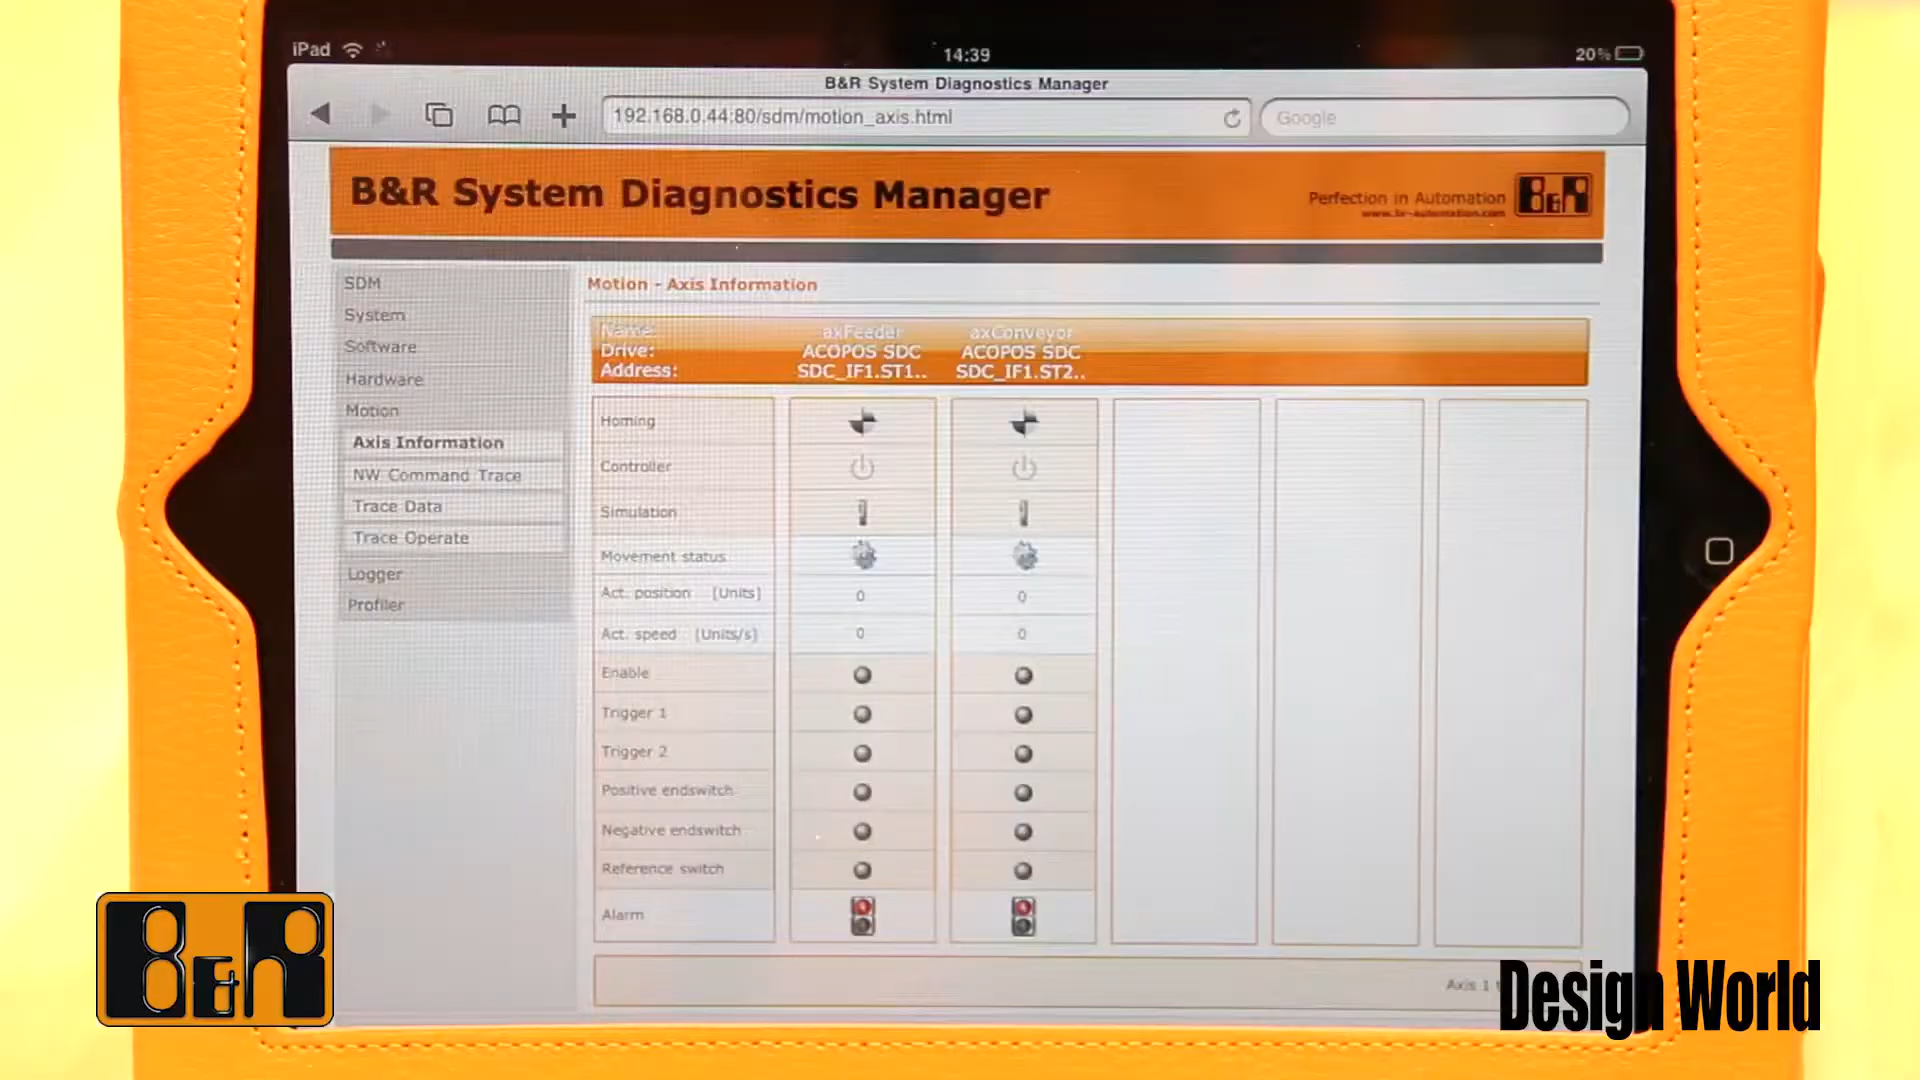 iPad
14:39
20%
B&R System Diagnostics Manager
192.168.0.44:80/sdm/motion_axis.html
Google
B&R System Diagnostics Manager
Perfection in Automation
www.br-automation.com
B&R
SDM
System
Software
Hardware
Motion
Axis Information
NW Command Trace
Trace Data
Trace Operate
Logger
Profiler
Motion - Axis Information
Name: axFeeder axConveyor
Drive: ACOPOS SDC ACOPOS SDC
Address: SDC_IF1.ST1.. SDC_IF1.ST2..
Homing
Controller
Simulation
Movement status
Act. position [Units] 0 0
Act. speed [Units/s] 0 0
Enable
Trigger 1
Trigger 2
Positive endswitch
Negative endswitch
Reference switch
Alarm
Axis 1
B&R
Design World